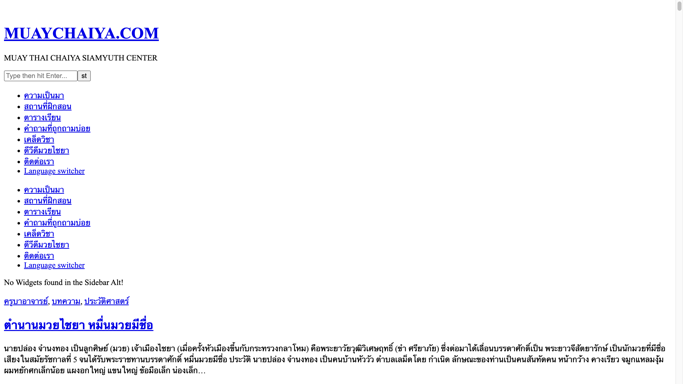 MUAYCHAIYA.COM
MUAY THAI CHAIYA SIAMYUTH CENTER
Type then hit Enter... st
ความเป็นมา
สถานที่ฝึกสอน
ตารางเรียน
คำถามที่ถูกถามบ่อย
เคล็ดวิชา
ดีวีดีมวยไชยา
ติดต่อเรา
Language switcher
ความเป็นมา
สถานที่ฝึกสอน
ตารางเรียน
คำถามที่ถูกถามบ่อย
เคล็ดวิชา
ดีวีดีมวยไชยา
ติดต่อเรา
Language switcher
No Widgets found in the Sidebar Alt!
ครูบาอาจารย์, บทความ, ประวัติศาสตร์
ตำนานมวยไชยา หมื่นมวยมีชื่อ
นายปล่อง จำนงทอง เป็นลูกศิษย์ (มวย) เจ้าเมืองไชยา (เมื่อครั้งหัวเมืองขึ้นกับกระทรวงกลาโหม) คือพระยาวัยวุฒิวิเศษฤทธิ์ (ขำ ศรียาภัย) ซึ่งต่อมาได้เลื่อนบรรดาศักดิ์เป็น พระยาวจีสัตยารักษ์ เป็นนักมวยที่มีชื่อ
เสียงในสมัยรัชกาลที่ 5 จนได้รับพระราชทานบรรดาศักดิ์ หมื่นมวยมีชื่อ ประวัติ นายปล่อง จำนงทอง เป็นคนบ้านหัววัว ตำบลเลม็ดโดย กำเนิด ลักษณะของท่านเป็นคนสันทัดคน หน้ากว้าง คางเรียว จมูกแหลมงุ้ม
ผมหยักศกเล็กน้อย แผงอกใหญ่ แขนใหญ่ ข้อมือเล็ก น่องเล็ก…